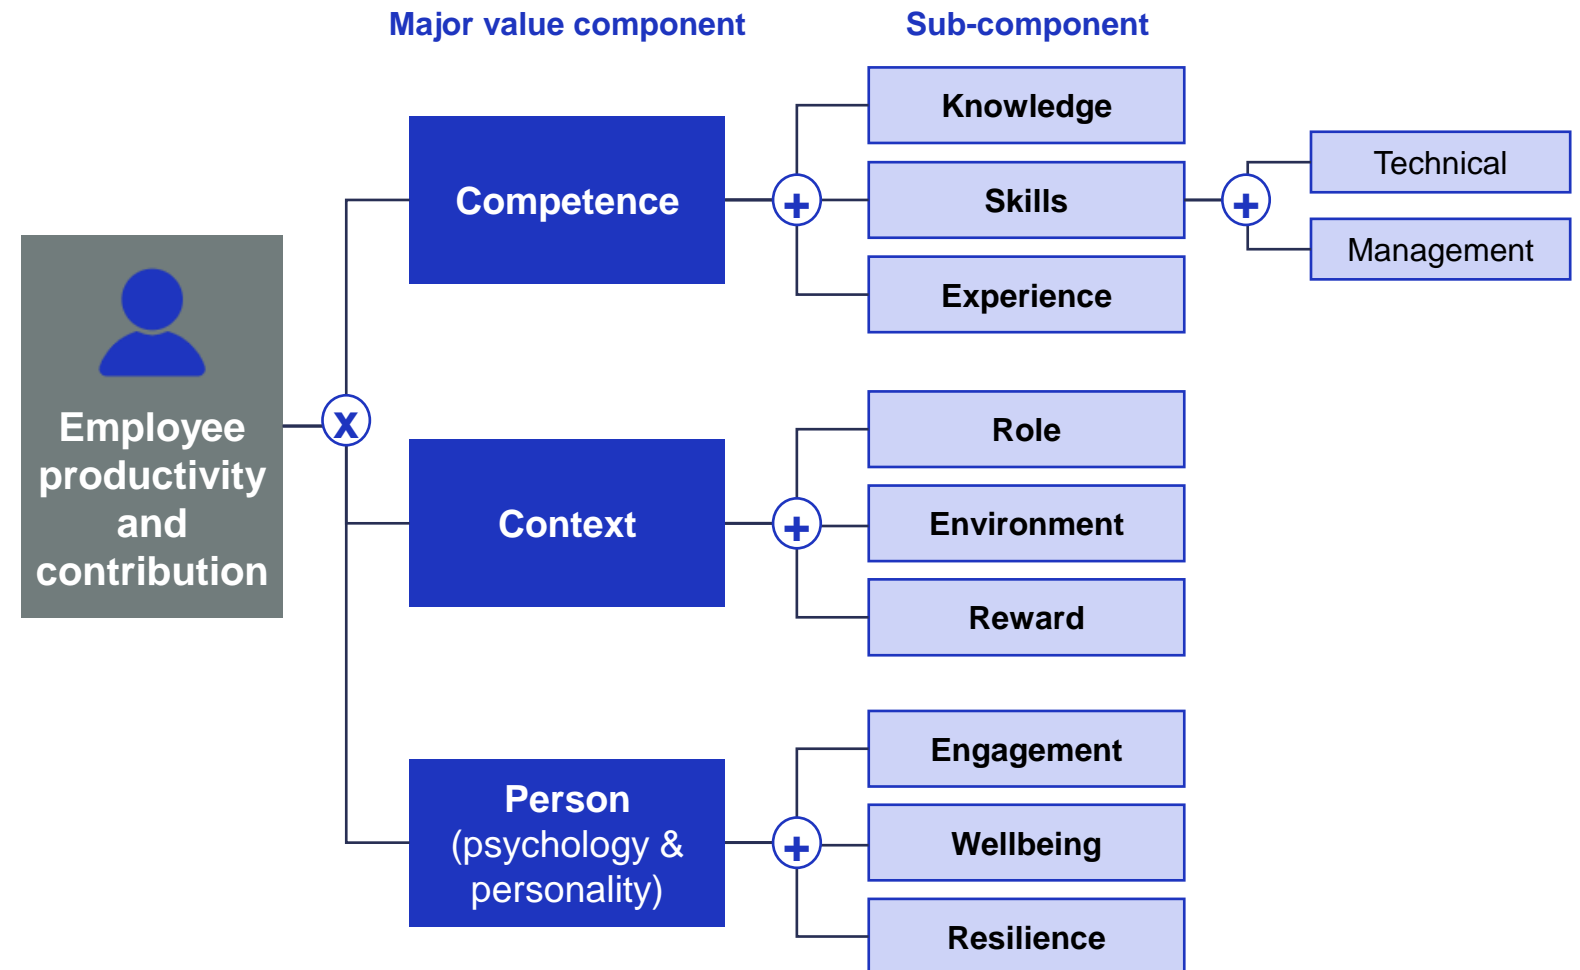 Major value component
Sub-component
Employee
productivity
and
contribution
x
Competence
+
Knowledge
Skills
Experience
+
Technical
Management
Context
+
Role
Environment
Reward
Person
(psychology &
personality)
+
Engagement
Wellbeing
Resilience